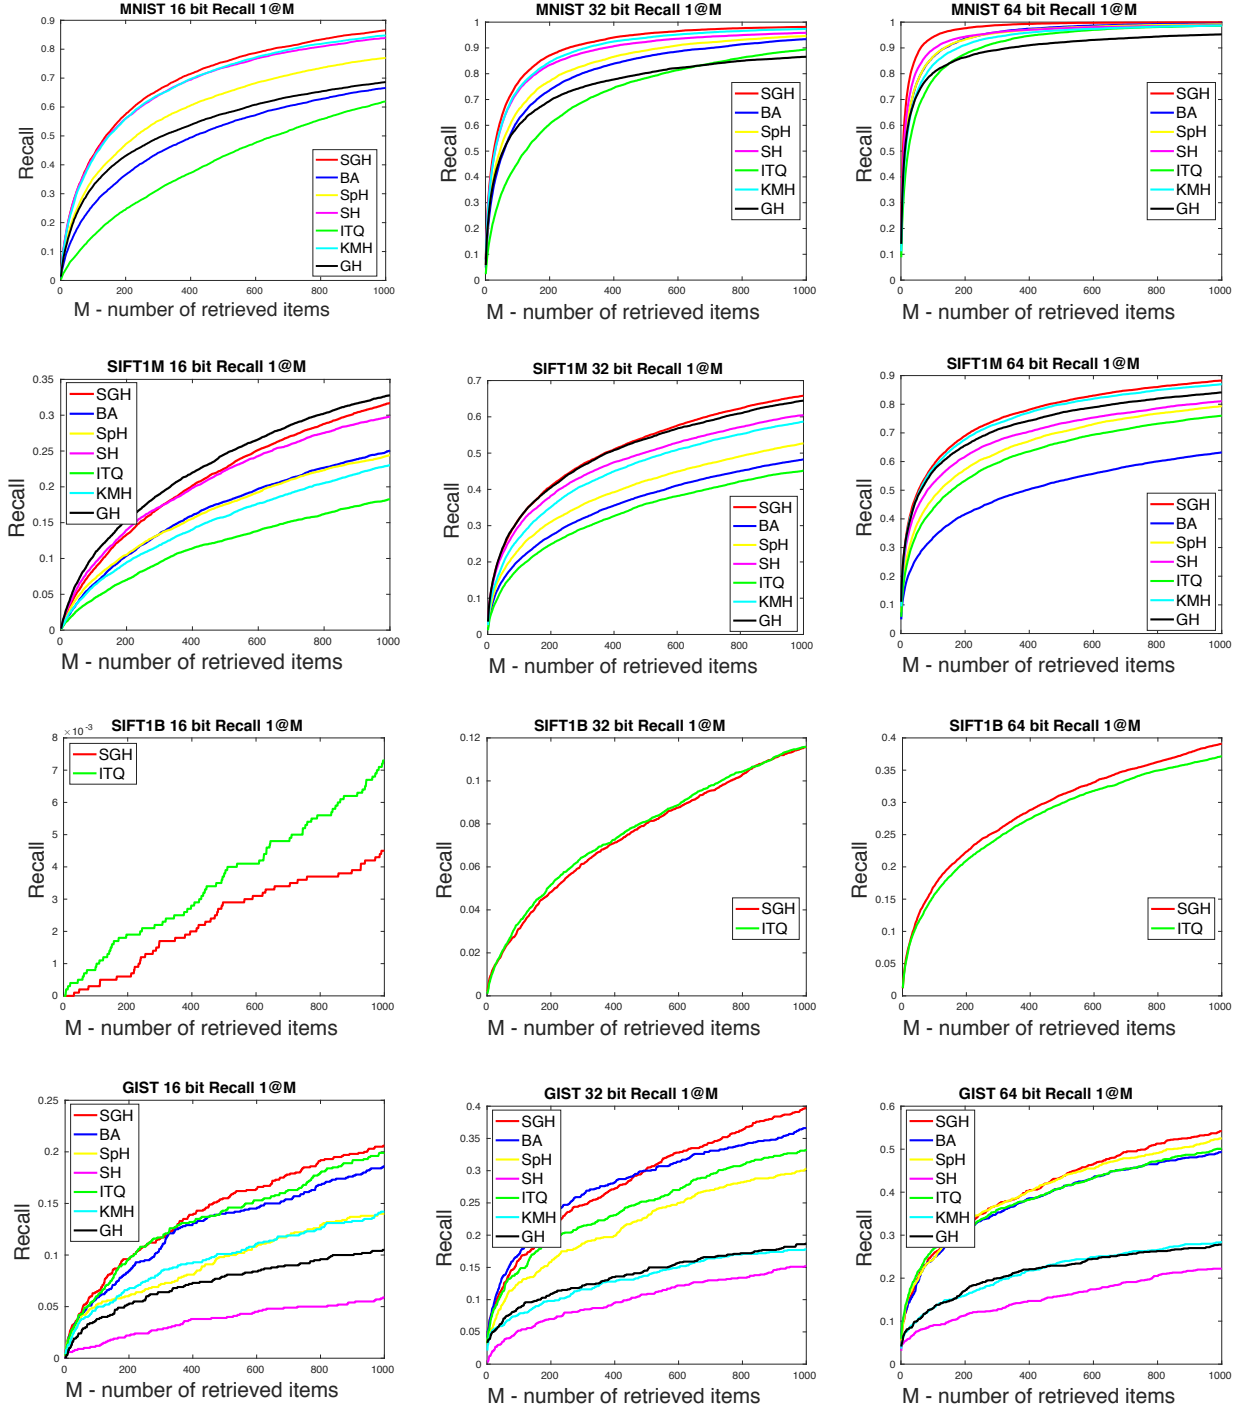 MNIST 16 bit Recall 1@M
0.9
0.8
0.7
0.6
0.5
0.4
0.3
0.2
0.1
0
Recall
SGH
BA
SpH
SH
ITQ
KMH
GH
0 200 400 600 800 1000
M - number of retrieved items
MNIST 32 bit Recall 1@M
1
0.9
0.8
0.7
0.6
0.5
0.4
0.3
0.2
0.1
0
Recall
SGH
BA
SpH
SH
ITQ
KMH
GH
0 200 400 600 800 1000
M - number of retrieved items
MNIST 64 bit Recall 1@M
1
0.9
0.8
0.7
0.6
0.5
0.4
0.3
0.2
0.1
0
Recall
SGH
BA
SpH
SH
ITQ
KMH
GH
0 200 400 600 800 1000
M - number of retrieved items
SIFT1M 16 bit Recall 1@M
0.35
0.3
0.25
0.2
0.15
0.1
0.05
0
Recall
SGH
BA
SpH
SH
ITQ
KMH
GH
0 200 400 600 800 1000
M - number of retrieved items
SIFT1M 32 bit Recall 1@M
0.7
0.6
0.5
0.4
0.3
0.2
0.1
0
Recall
SGH
BA
SpH
SH
ITQ
KMH
GH
0 200 400 600 800 1000
M - number of retrieved items
SIFT1M 64 bit Recall 1@M
0.9
0.8
0.7
0.6
0.5
0.4
0.3
0.2
0.1
0
Recall
SGH
BA
SpH
SH
ITQ
KMH
GH
0 200 400 600 800 1000
M - number of retrieved items
SIFT1B 16 bit Recall 1@M
× 10⁻³
8
7
6
5
4
3
2
1
0
Recall
SGH
ITQ
0 200 400 600 800 1000
M - number of retrieved items
SIFT1B 32 bit Recall 1@M
0.12
0.1
0.08
0.06
0.04
0.02
0
Recall
SGH
ITQ
0 200 400 600 800 1000
M - number of retrieved items
SIFT1B 64 bit Recall 1@M
0.4
0.35
0.3
0.25
0.2
0.15
0.1
0.05
0
Recall
SGH
ITQ
0 200 400 600 800 1000
M - number of retrieved items
GIST 16 bit Recall 1@M
0.25
0.2
0.15
0.1
0.05
0
Recall
SGH
BA
SpH
SH
ITQ
KMH
GH
0 200 400 600 800 1000
M - number of retrieved items
GIST 32 bit Recall 1@M
0.4
0.35
0.3
0.25
0.2
0.15
0.1
0.05
0
Recall
SGH
BA
SpH
SH
ITQ
KMH
GH
0 200 400 600 800 1000
M - number of retrieved items
GIST 64 bit Recall 1@M
0.6
0.5
0.4
0.3
0.2
0.1
0
Recall
SGH
BA
SpH
SH
ITQ
KMH
GH
0 200 400 600 800 1000
M - number of retrieved items